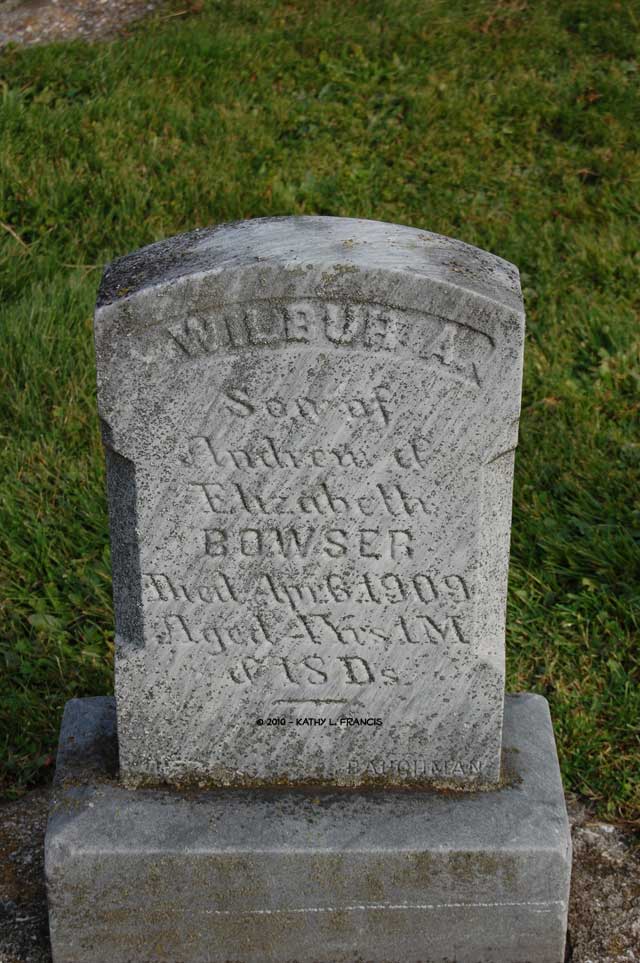 WILBUR A.
Son of
Andrew &
Elizabeth
BOWSER
Died Apr. 6, 1909
Aged 4 Yrs 1 M
& 18 Ds.
© 2010 - KATHY L. FRANCIS
BAUGHMAN